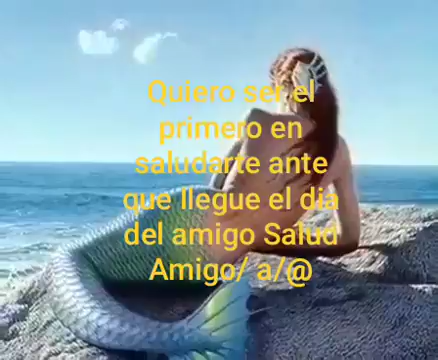 Quiero ser el
primero en
saludarte ante
que llegue el dia
del amigo Salud
Amigo/ a/@